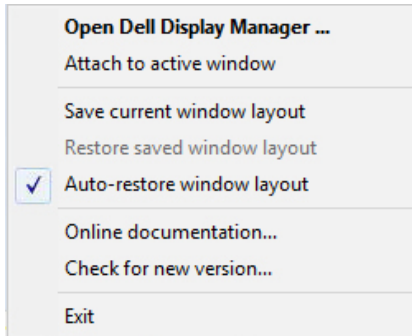 Open Dell Display Manager ...
Attach to active window
Save current window layout
Restore saved window layout
Auto-restore window layout
Online documentation...
Check for new version...
Exit